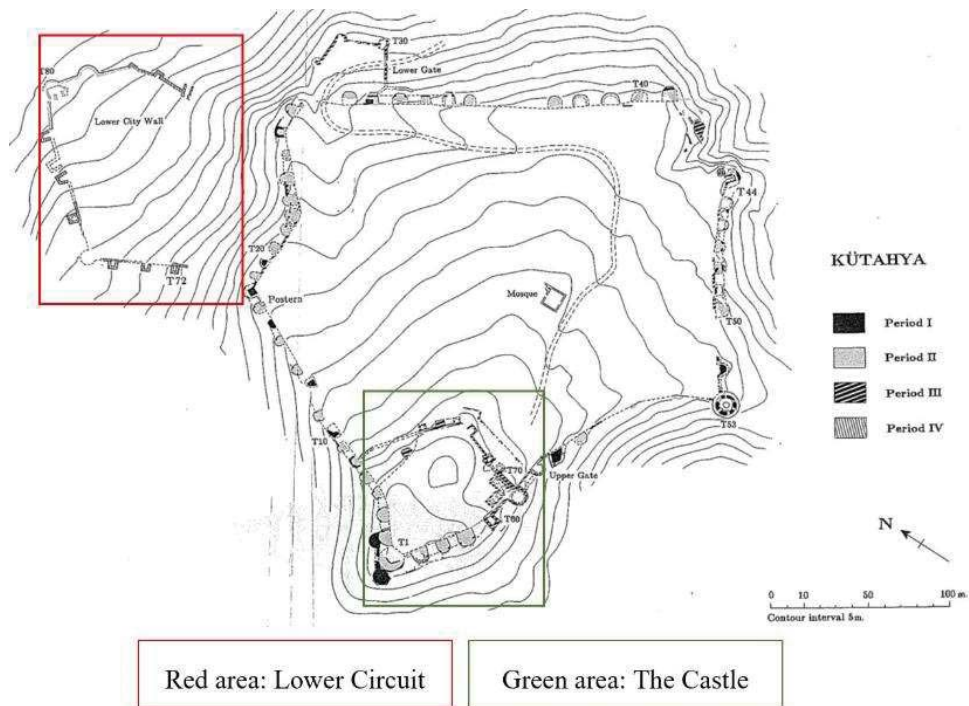 T30
Lower Gate
T80
Lower City Wall
T40
T44
T20
T72
Postern
Mosque
T50
T53
T10
T70
Upper Gate
T60
T1
KÜTAHYA
Period I
Period II
Period III
Period IV
N
0 10 50 100 m.
Contour interval 5m.
Red area: Lower Circuit
Green area: The Castle